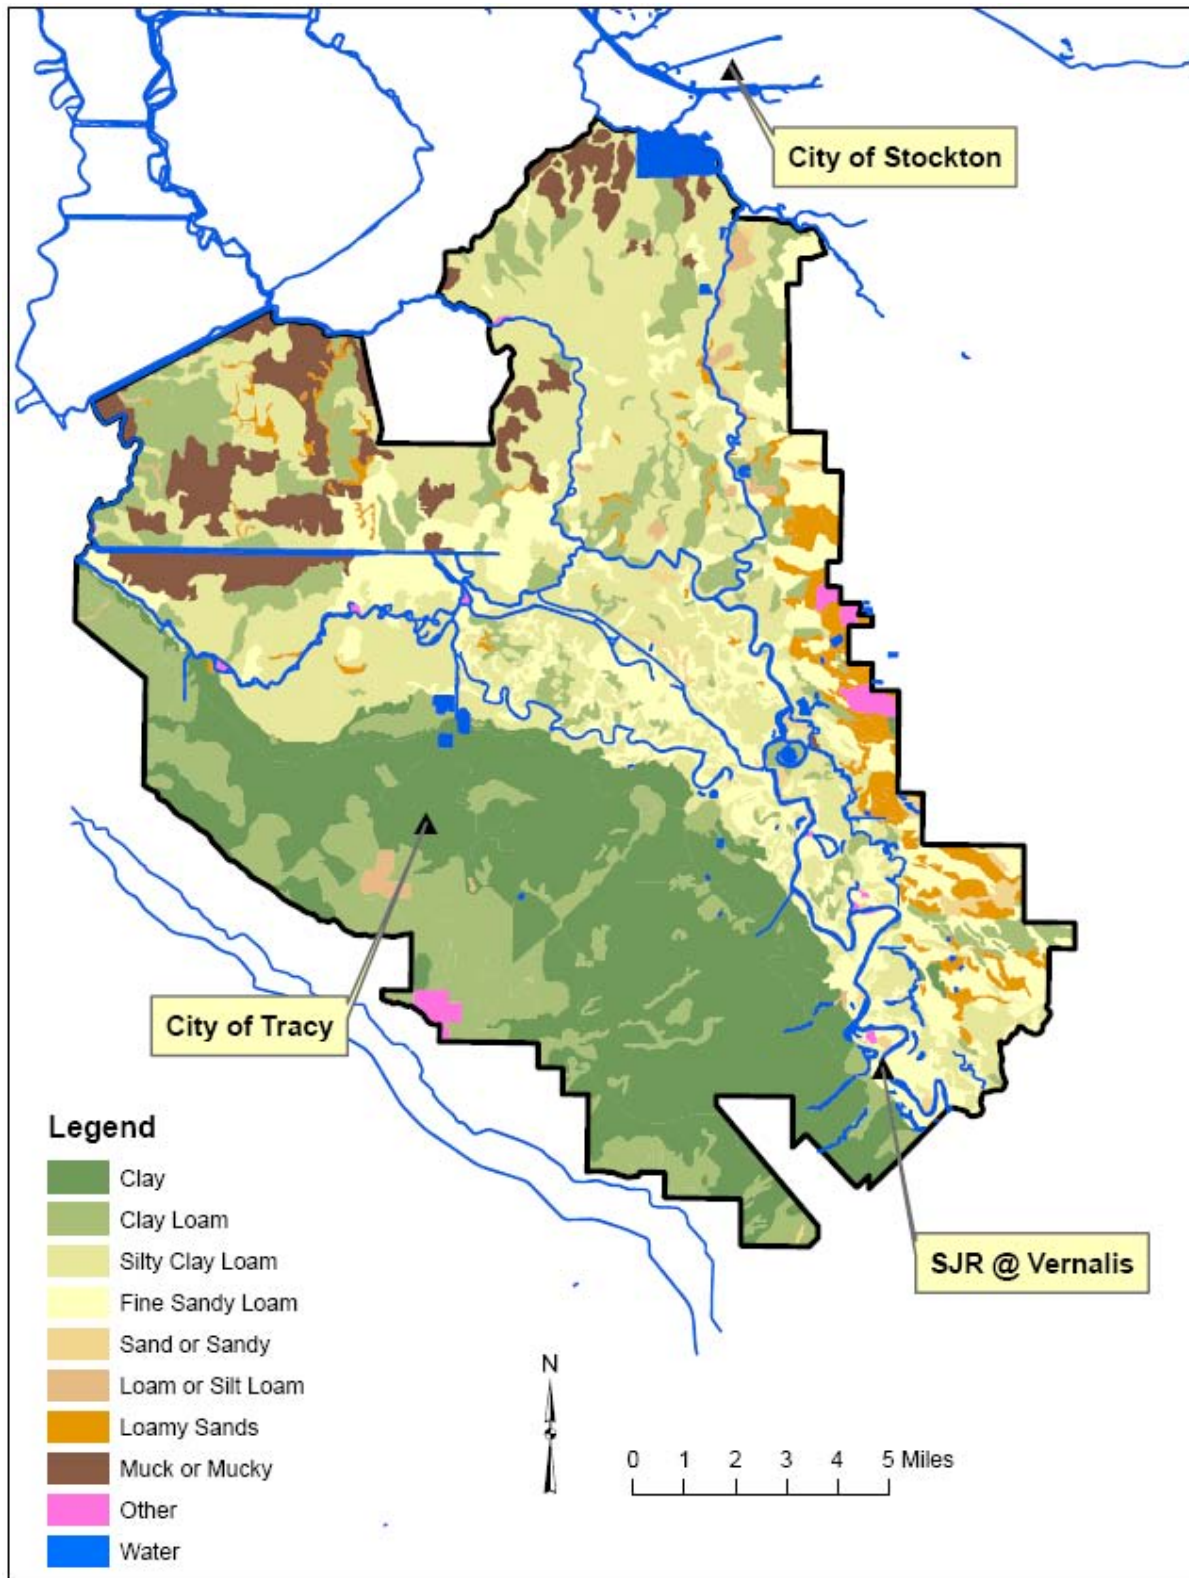 City of Stockton
City of Tracy
SJR @ Vernalis
Legend
Clay
Clay Loam
Silty Clay Loam
Fine Sandy Loam
Sand or Sandy
Loam or Silt Loam
Loamy Sands
Muck or Mucky
Other
Water
N
0 1 2 3 4 5 Miles